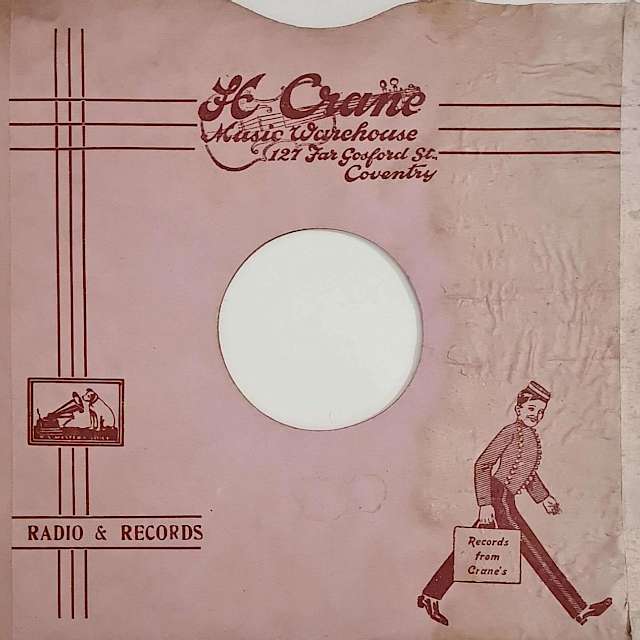 H Crane
Music Warehouse
127 Far Gosford St.
Coventry
RADIO & RECORDS
Records
from
Crane's